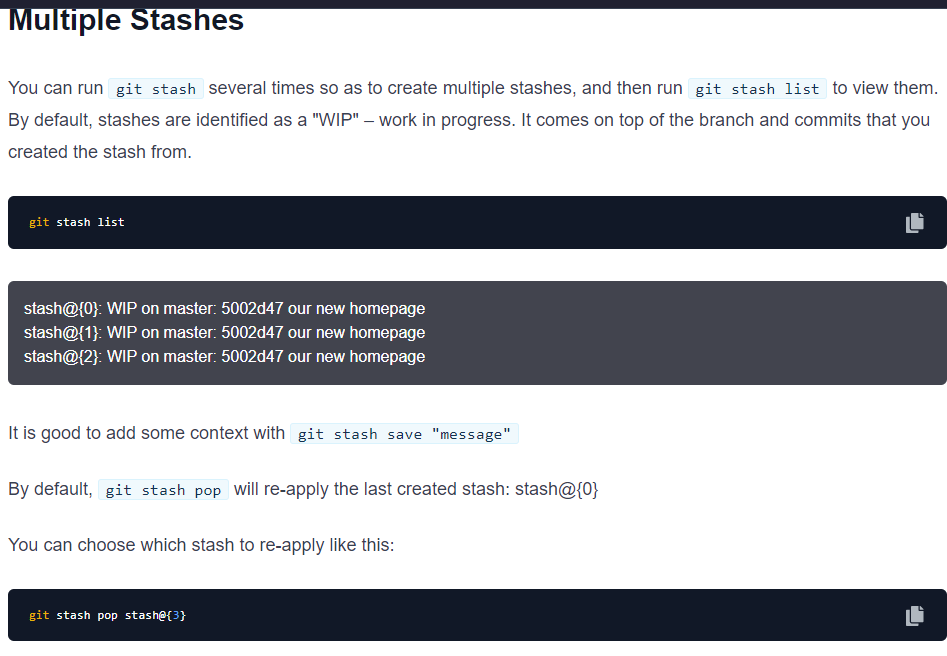 Multiple Stashes
You can run git stash several times so as to create multiple stashes, and then run git stash list to view them.
By default, stashes are identified as a "WIP" – work in progress. It comes on top of the branch and commits that you
created the stash from.
git stash list
stash@{0}: WIP on master: 5002d47 our new homepage
stash@{1}: WIP on master: 5002d47 our new homepage
stash@{2}: WIP on master: 5002d47 our new homepage
It is good to add some context with git stash save "message"
By default, git stash pop will re-apply the last created stash: stash@{0}
You can choose which stash to re-apply like this:
git stash pop stash@{3}